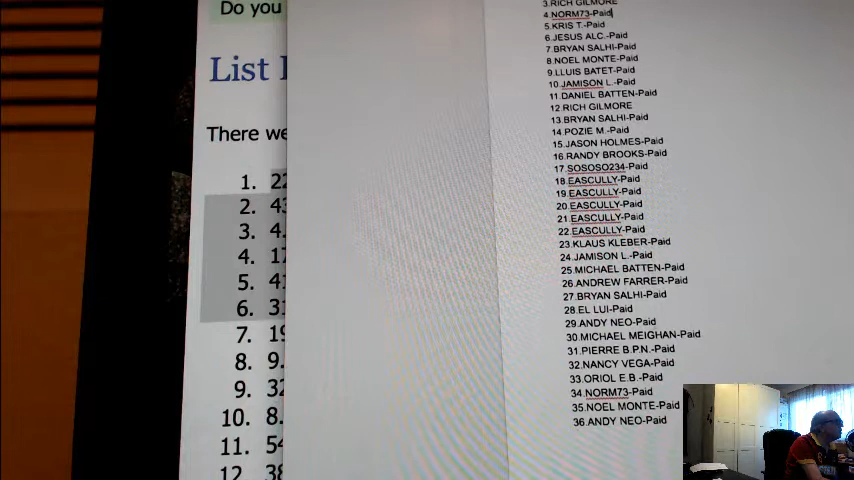 Do you
List
There we
1. 22
2. 43
3. 4.
4. 17
5. 41
6. 31
7. 19
8. 9.
9. 32
10. 8.
11. 54
12 38
3.RICH GILMORE
4.NORM73-Paid
5.KRIS T.-Paid
6.JESUS ALC.-Paid
7.BRYAN SALHI-Paid
8.NOEL MONTE-Paid
9.LLUIS BATET-Paid
10.JAMISON L.-Paid
11.DANIEL BATTEN-Paid
12 RICH GILMORE
13.BRYAN SALHI-Paid
14 POZIE M.-Paid
15.JASON HOLMES-Paid
16.RANDY BROOKS-Paid
17.SOSOSO234-Paid
18.EASCULLY-Paid
19.EASCULLY-Paid
20.EASCULLY-Paid
21.EASCULLY-Paid
22.EASCULLY-Paid
23.KLAUS KLEBER-Paid
24.JAMISON L.-Paid
25.MICHAEL BATTEN-Paid
26.ANDREW FARRER-Paid
27.BRYAN SALHI-Paid
28.EL LUI-Paid
29.ANDY NEO-Paid
30.MICHAEL MEIGHAN-Paid
31.PIERRE B.P.N.-Paid
32.NANCY VEGA-Paid
33.ORIOL E.B.-Paid
34.NORM73-Paid
35.NOEL MONTE-Paid
36.ANDY NEO-Paid